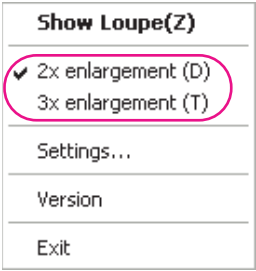 Show Loupe(Z)
2x enlargement (D)
3x enlargement (T)
Settings...
Version
Exit